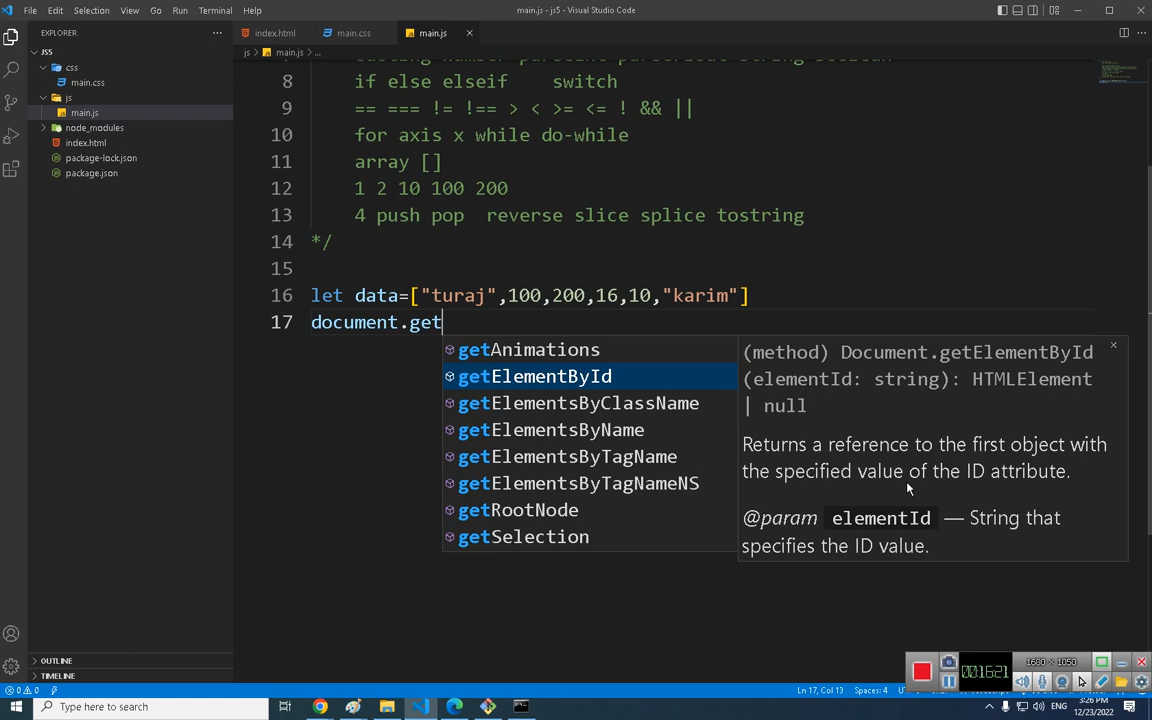 File Edit Selection View Go Run Terminal Help
main.js - js5 - Visual Studio Code
EXPLORER
index.html
main.css
main.js
JS5
js > main.js > ...
css
main.css
js
main.js
node_modules
index.html
package-lock.json
package.json
8 if else elseif switch
9 == === != !== > < >= <= ! && ||
10 for axis x while do-while
11 array []
12 1 2 10 100 200
13 4 push pop reverse slice splice tostring
14 */
15
16 let data=["turaj",100,200,16,10,"karim"]
17 document.get
getAnimations
getElementById
getElementsByClassName
getElementsByName
getElementsByTagName
getElementsByTagNameNS
getRootNode
getSelection
(method) Document.getElementById
(elementId: string): HTMLElement
| null
Returns a reference to the first object with
the specified value of the ID attribute.
@param elementId — String that
specifies the ID value.
OUTLINE
TIMELINE
0 0
Ln 17, Col 13 Spaces: 4
1680 x 1050
00:16:21
Type here to search
ENG
3:26 PM
12/23/2022